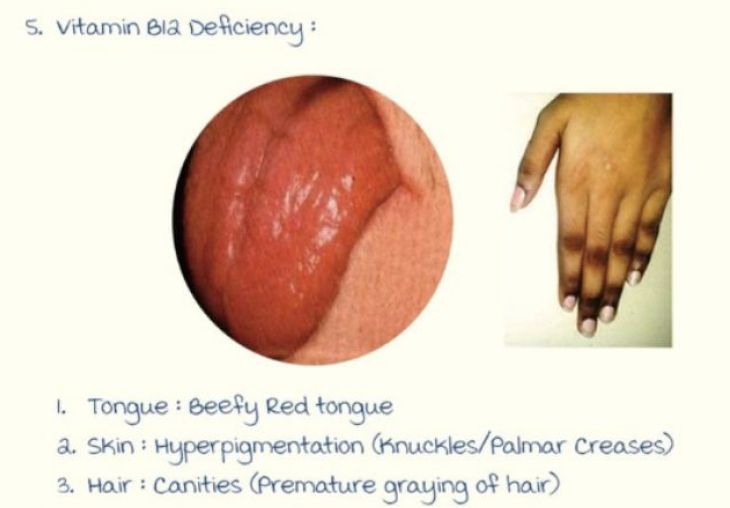 5. Vitamin B12 Deficiency :
1. Tongue : Beefy Red tongue
2. Skin : Hyperpigmentation (Knuckles/Palmar Creases)
3. Hair : Canities (Premature graying of hair)